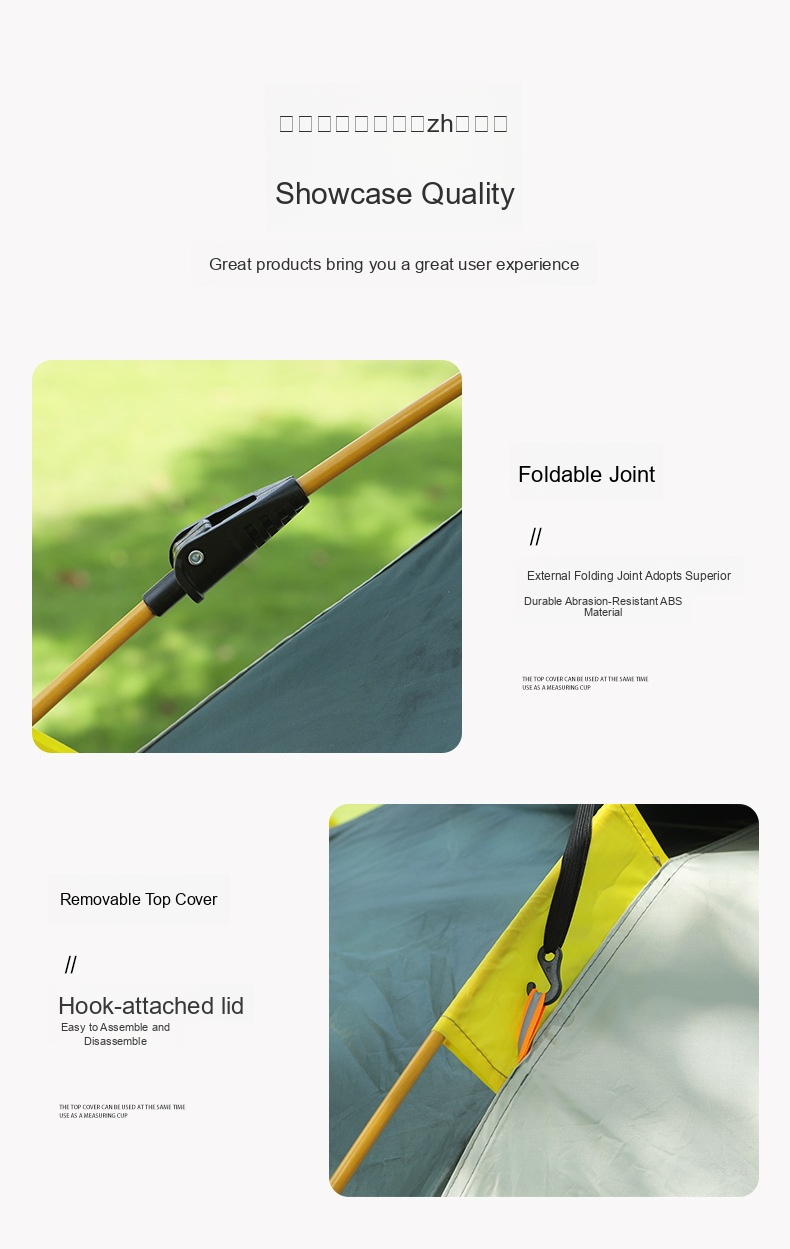 zh
Showcase Quality
Great products bring you a great user experience
Foldable Joint
//
External Folding Joint Adopts Superior
Durable Abrasion-Resistant ABS
Material
THE TOP COVER CAN BE USED AT THE SAME TIME
USE AS A MEASURING CUP
Removable Top Cover
//
Hook-attached lid
Easy to Assemble and
Disassemble
THE TOP COVER CAN BE USED AT THE SAME TIME
USE AS A MEASURING CUP